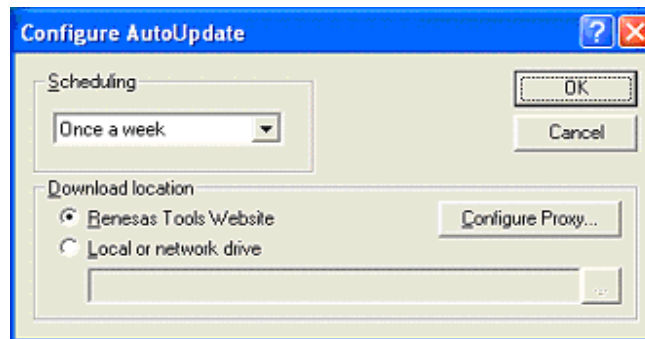 Configure AutoUpdate
Scheduling
OK
Once a week
Cancel
Download location
Renesas Tools Website
Configure Proxy...
Local or network drive
...